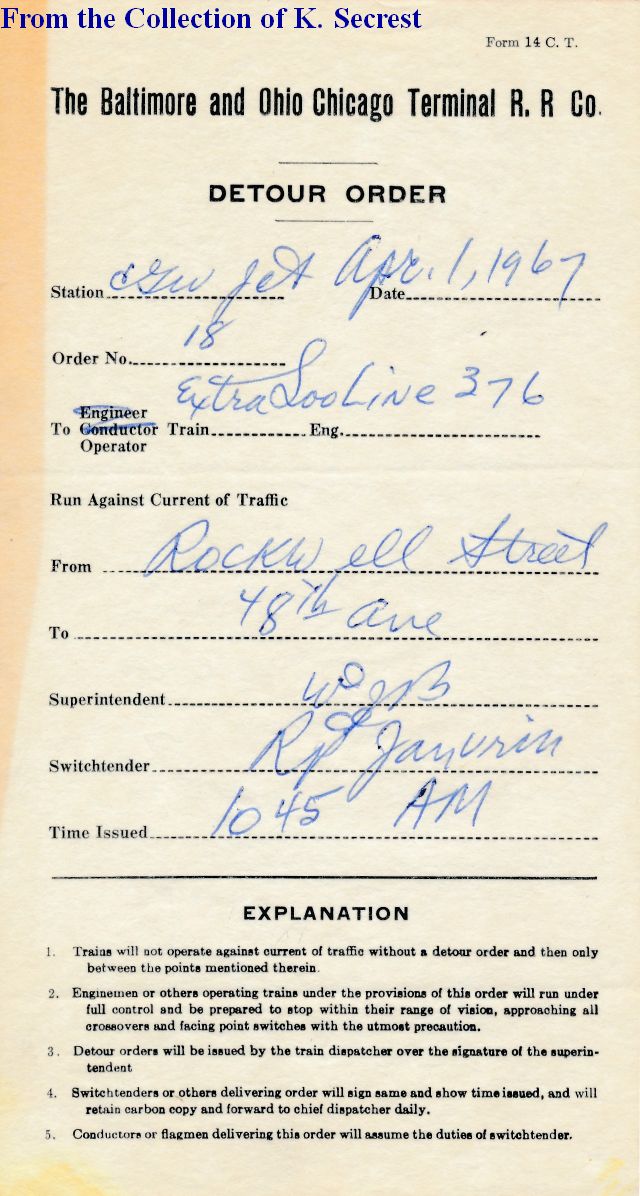 From the Collection of K. Secrest
Form 14 C. T.
The Baltimore and Ohio Chicago Terminal R. R Co.
DETOUR ORDER
Station CGW Jct Date Apr. 1, 1967
Order No. 18
Extra Soo Line 376
Engineer
To Conductor Train Eng.
Operator
Run Against Current of Traffic
From Rockwell Street
To 48th Ave
Superintendent WJB
Switchtender Janvrin
Time Issued 1045 AM
EXPLANATION
1. Trains will not operate against current of traffic without a detour order and then only
between the points mentioned therein.
2. Enginemen or others operating trains under the provisions of this order will run under
full control and be prepared to stop within their range of vision, approaching all
crossovers and facing point switches with the utmost precaution.
3. Detour orders will be issued by the train dispatcher over the signature of the superin-
tendent
4. Switchtenders or others delivering order will sign same and show time issued, and will
retain carbon copy and forward to chief dispatcher daily.
5. Conductors or flagmen delivering this order will assume the duties of switchtender.